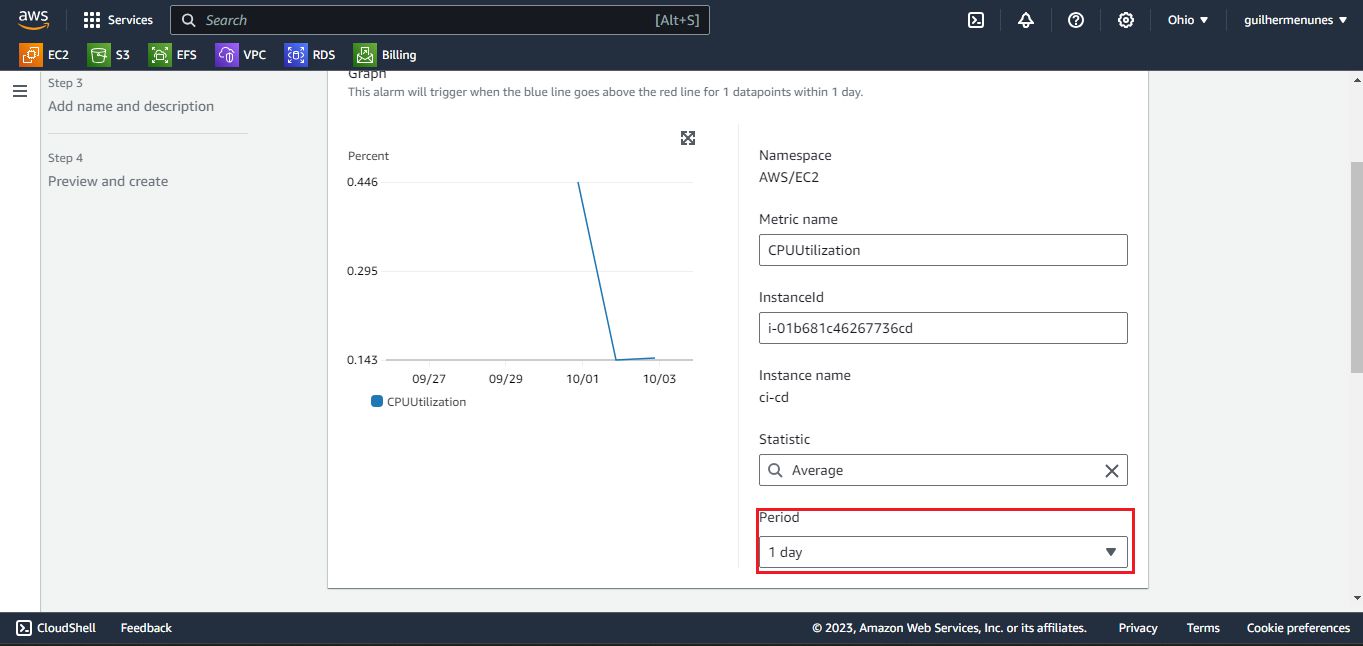 aws
Services
Search
[Alt+S]
Ohio
guilhermenunes
EC2
S3
EFS
VPC
RDS
Billing
Step 3
Add name and description
Step 4
Preview and create
Graph
This alarm will trigger when the blue line goes above the red line for 1 datapoints within 1 day.
Percent
0.446
0.295
0.143
09/27
09/29
10/01
10/03
CPUUtilization
Namespace
AWS/EC2
Metric name
CPUUtilization
InstanceId
i-01b681c46267736cd
Instance name
ci-cd
Statistic
Average
Period
1 day
CloudShell
Feedback
© 2023, Amazon Web Services, Inc. or its affiliates.
Privacy
Terms
Cookie preferences